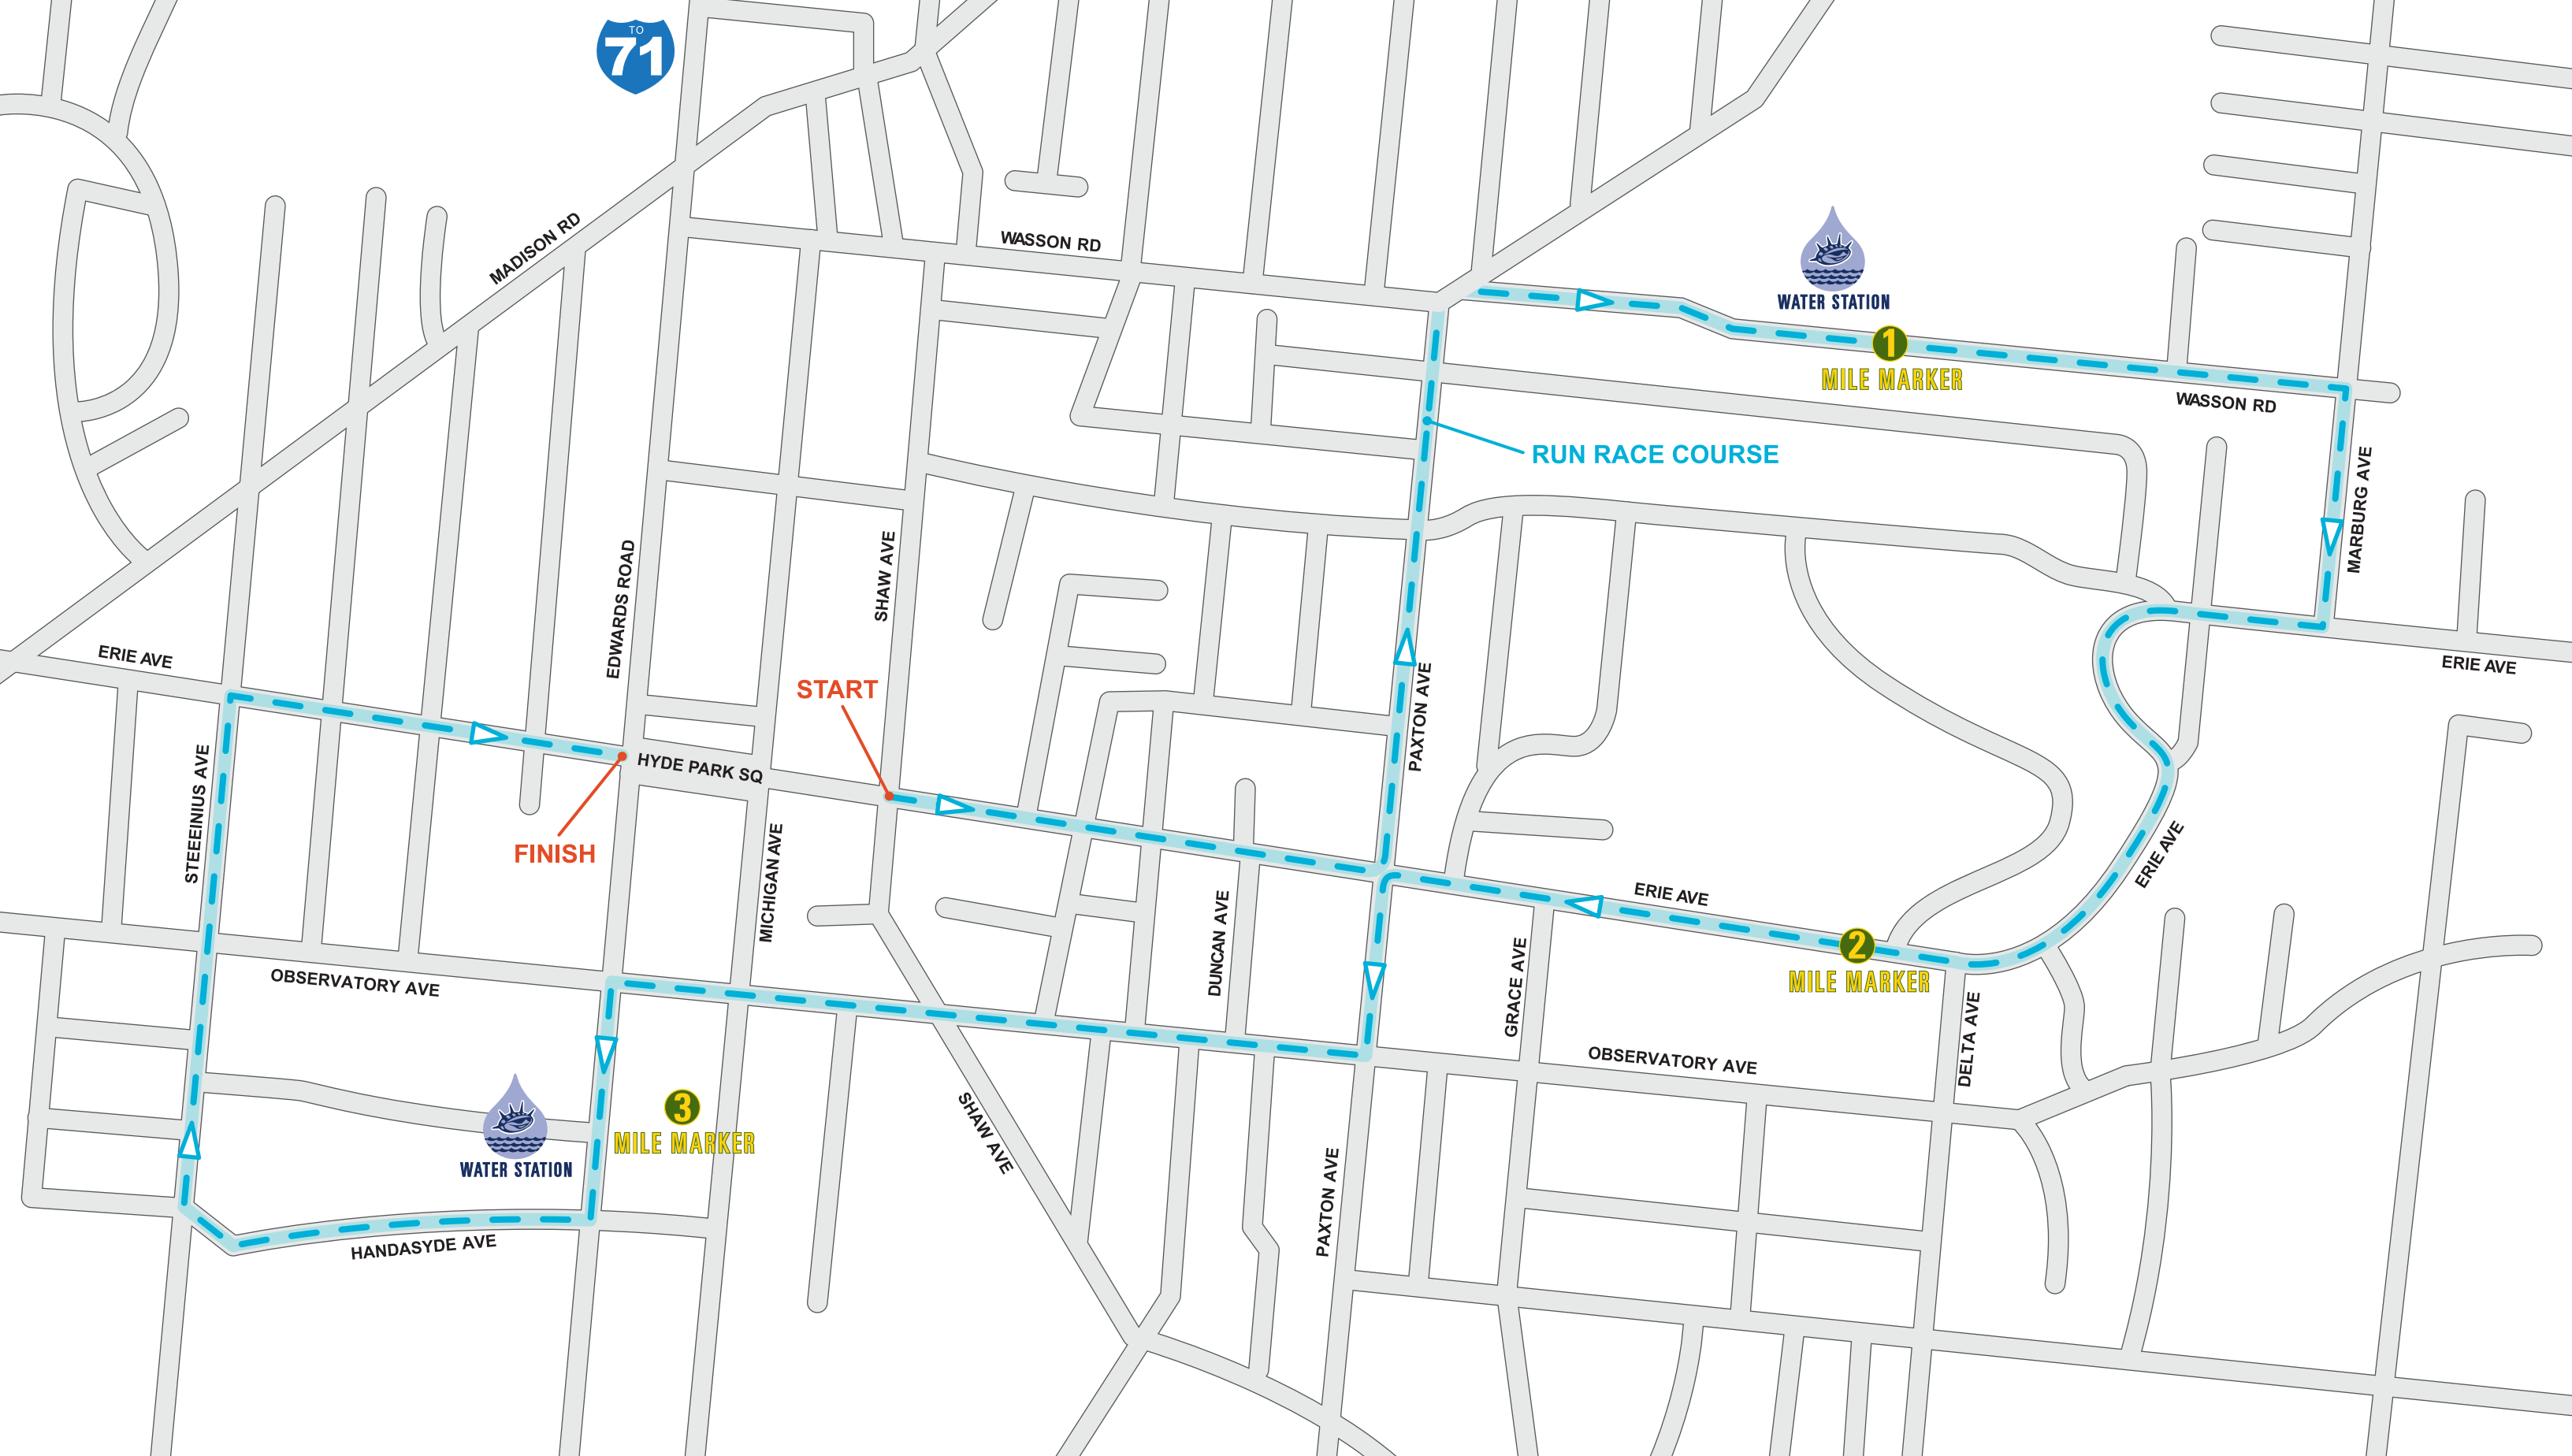 TO
71
MADISON RD
WASSON RD
WATER STATION
1
MILE MARKER
WASSON RD
RUN RACE COURSE
MARBURG AVE
EDWARDS ROAD
SHAW AVE
ERIE AVE
ERIE AVE
START
PAXTON AVE
HYDE PARK SQ
STEEEINIUS AVE
FINISH
MICHIGAN AVE
ERIE AVE
ERIE AVE
DUNCAN AVE
GRACE AVE
2
MILE MARKER
OBSERVATORY AVE
DELTA AVE
OBSERVATORY AVE
3
MILE MARKER
WATER STATION
SHAW AVE
PAXTON AVE
HANDASYDE AVE